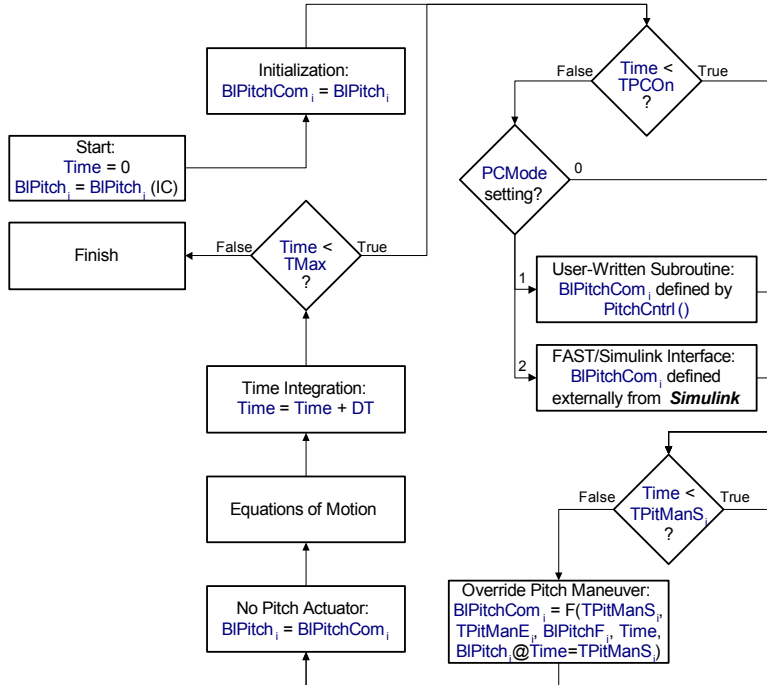 Initialization:
BlPitchCom i = BlPitch i
Start:
Time = 0
BlPitch i = BlPitch i (IC)
Finish
False
Time <
TMax
?
True
Time Integration:
Time = Time + DT
Equations of Motion
No Pitch Actuator:
BlPitch i = BlPitchCom i
False
Time <
TPCOn
?
True
PCMode
setting?
0
1
User-Written Subroutine:
BlPitchCom i defined by
PitchCntrl()
2
FAST/Simulink Interface:
BlPitchCom i defined
externally from Simulink
False
Time <
TPitManS i
?
True
Override Pitch Maneuver:
BlPitchCom i = F(TPitManS i,
TPitManE i, BlPitchF i, Time,
BlPitch i@Time=TPitManS i)